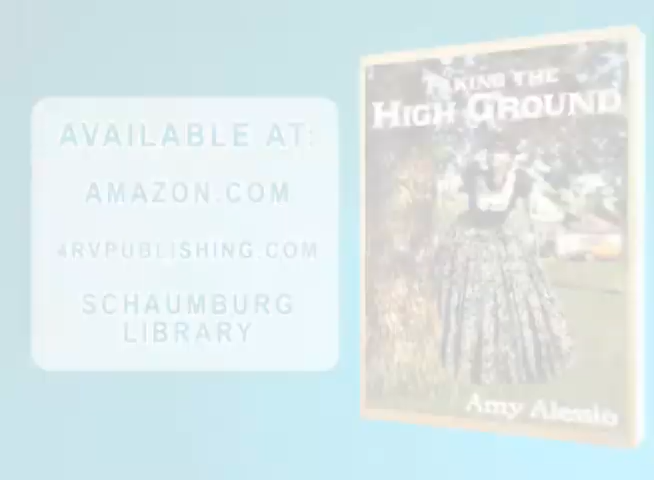 AVAILABLE AT:
AMAZON.COM
4RVPUBLISHING.COM
SCHAUMBURG
LIBRARY
TAKING THE
HIGH GROUND
Amy Alessio